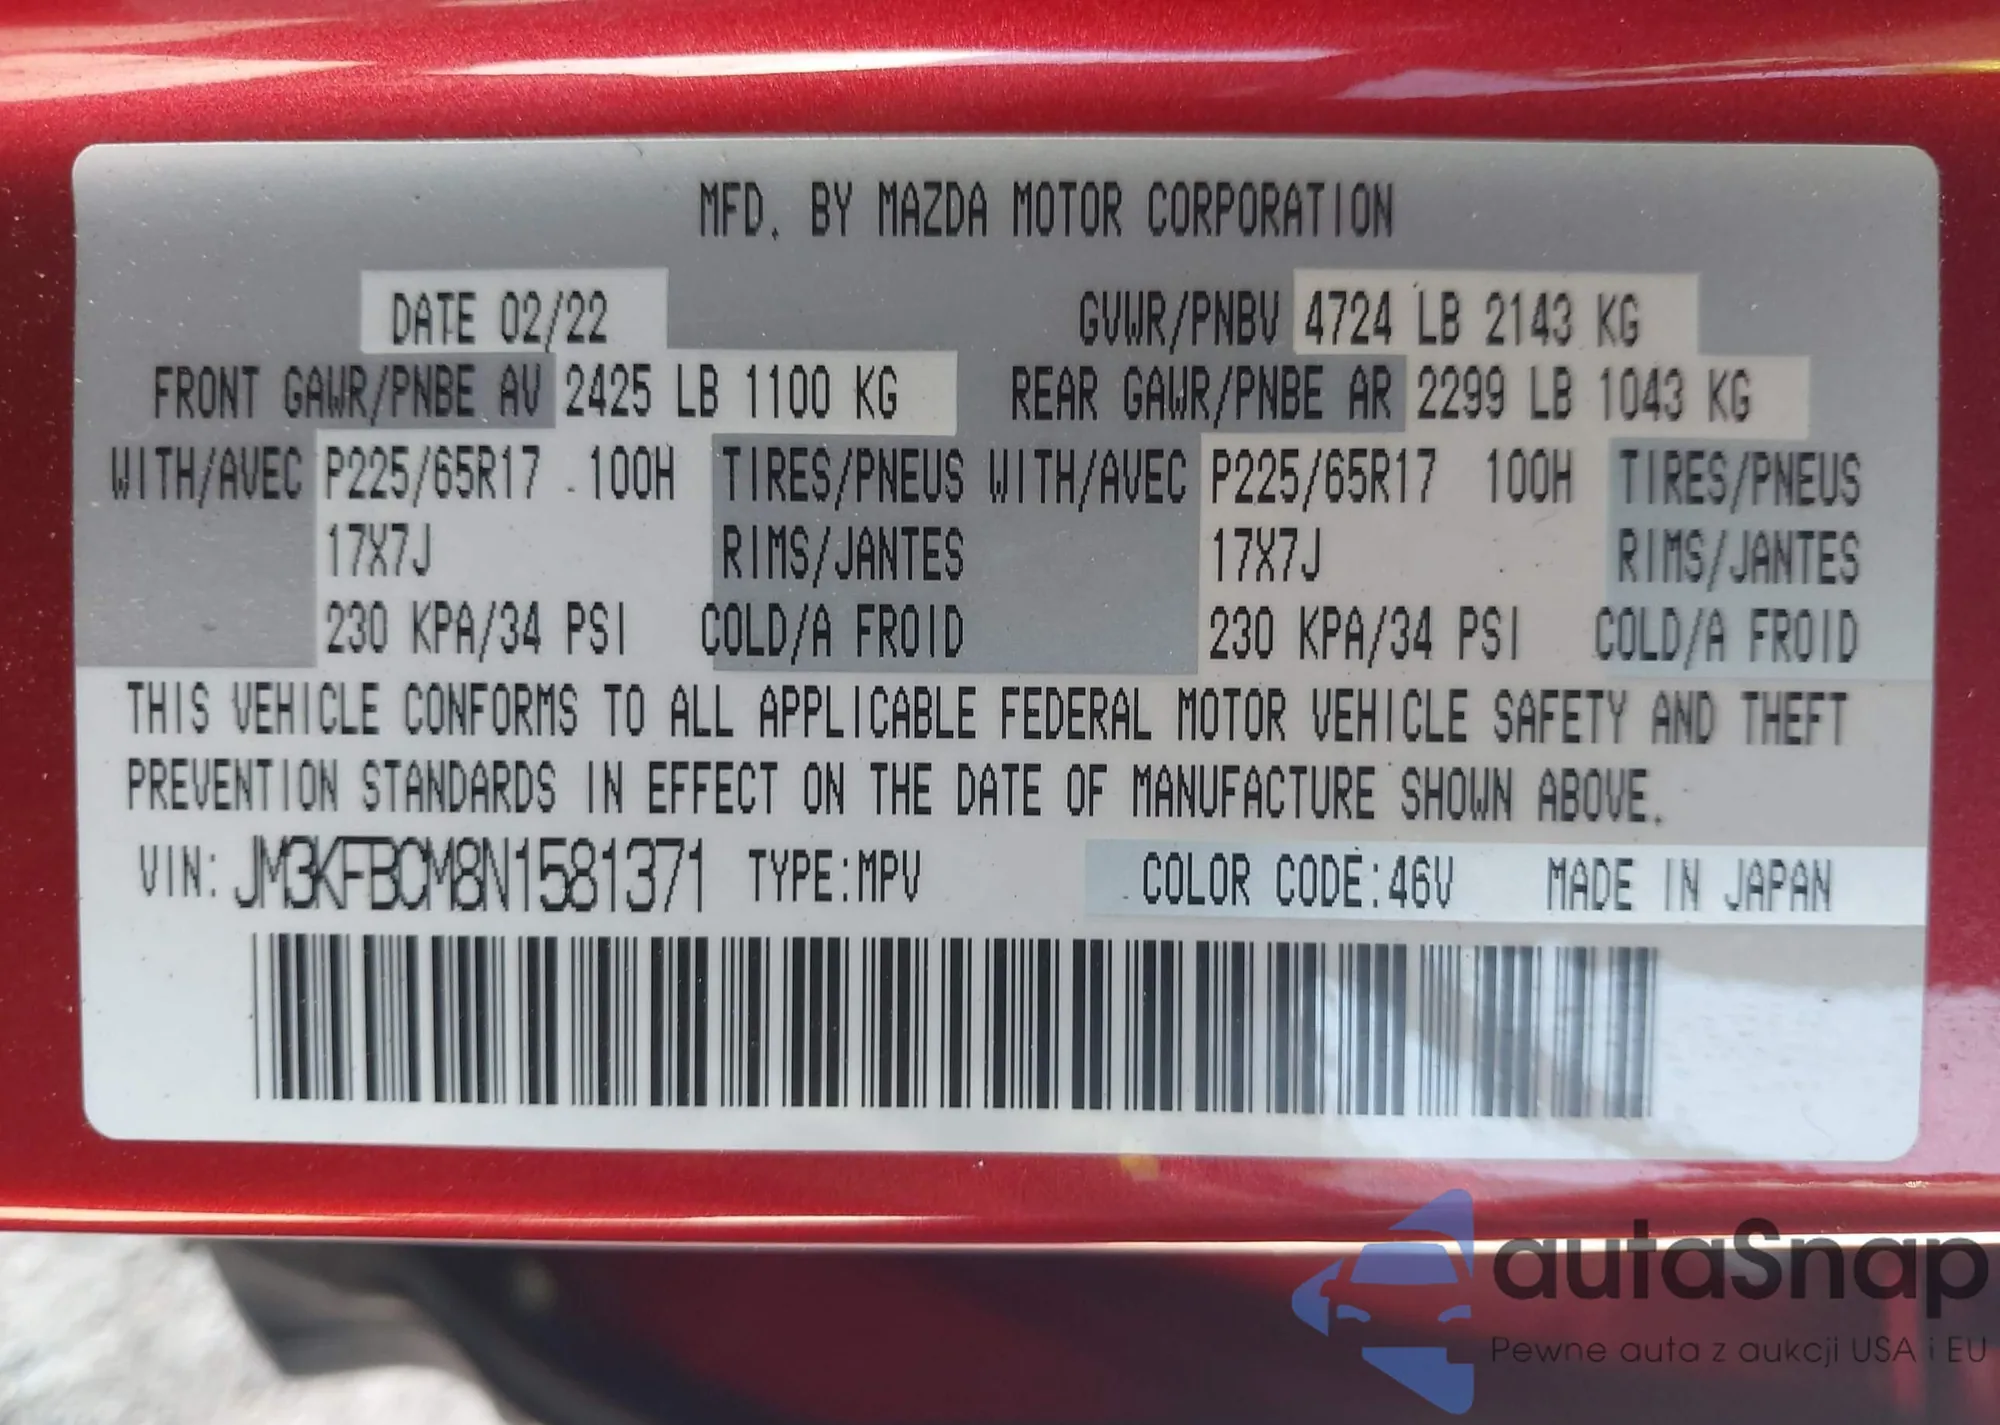 MFD. BY MAZDA MOTOR CORPORATION
DATE 02/22 GVWR/PNBV 4724 LB 2143 KG
FRONT GAWR/PNBE AV 2425 LB 1100 KG REAR GAWR/PNBE AR 2299 LB 1043 KG
WITH/AVEC P225/65R17 100H TIRES/PNEUS WITH/AVEC P225/65R17 100H TIRES/PNEUS
17X7J RIMS/JANTES 17X7J RIMS/JANTES
230 KPA/34 PSI COLD/A FROID 230 KPA/34 PSI COLD/A FROID
THIS VEHICLE CONFORMS TO ALL APPLICABLE FEDERAL MOTOR VEHICLE SAFETY AND THEFT
PREVENTION STANDARDS IN EFFECT ON THE DATE OF MANUFACTURE SHOWN ABOVE.
VIN: JM3KFBCM8N1581371 TYPE:MPV COLOR CODE:46V MADE IN JAPAN
autaSnap
Pewne auta z aukcji USA i EU